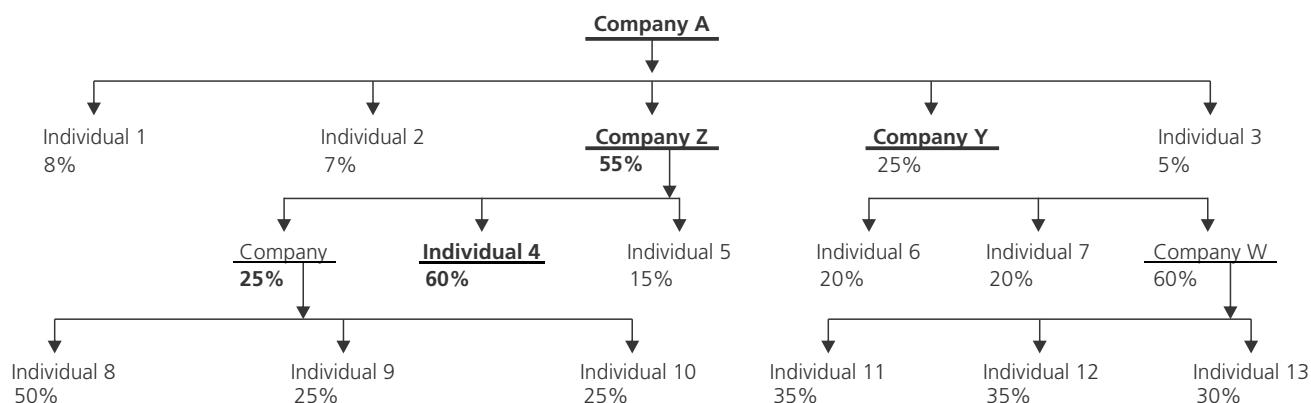 Company A
Individual 1 Individual 2 Company Z Company Y Individual 3
8% 7% 55% 25% 5%
Company Individual 4 Individual 5 Individual 6 Individual 7 Company W
25% 60% 15% 20% 20% 60%
Individual 8 Individual 9 Individual 10 Individual 11 Individual 12 Individual 13
50% 25% 25% 35% 35% 30%